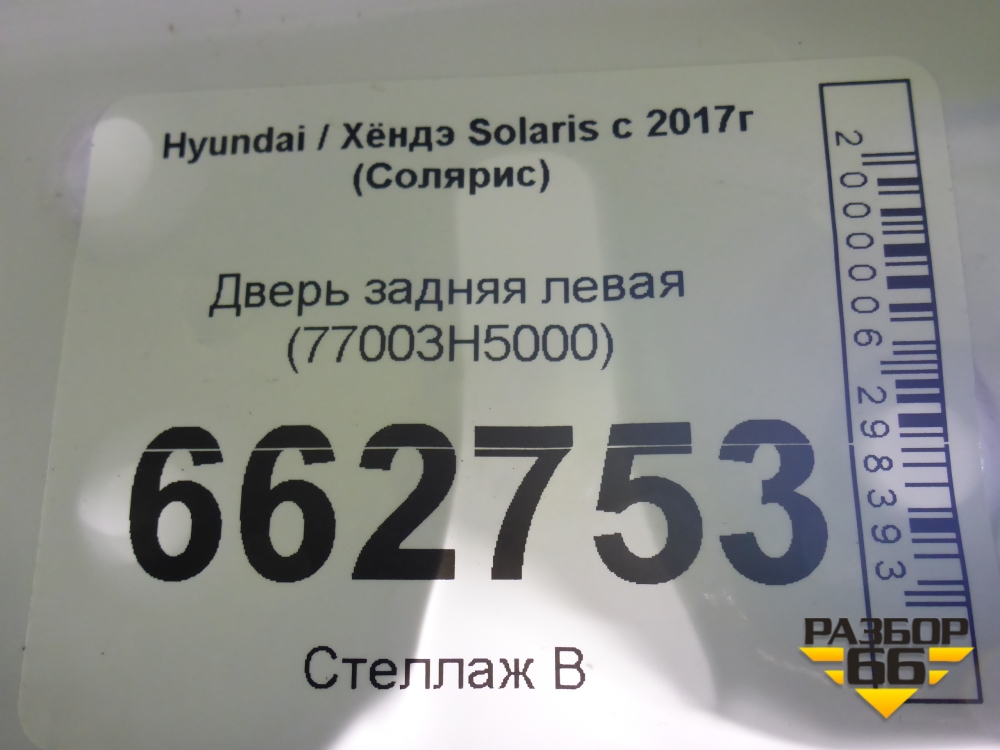 Hyundai / Хёндэ Solaris с 2017г
(Солярис)
Дверь задняя левая
(77003H5000)
662753
Стеллаж В
2000006298393
РАЗБОР
66